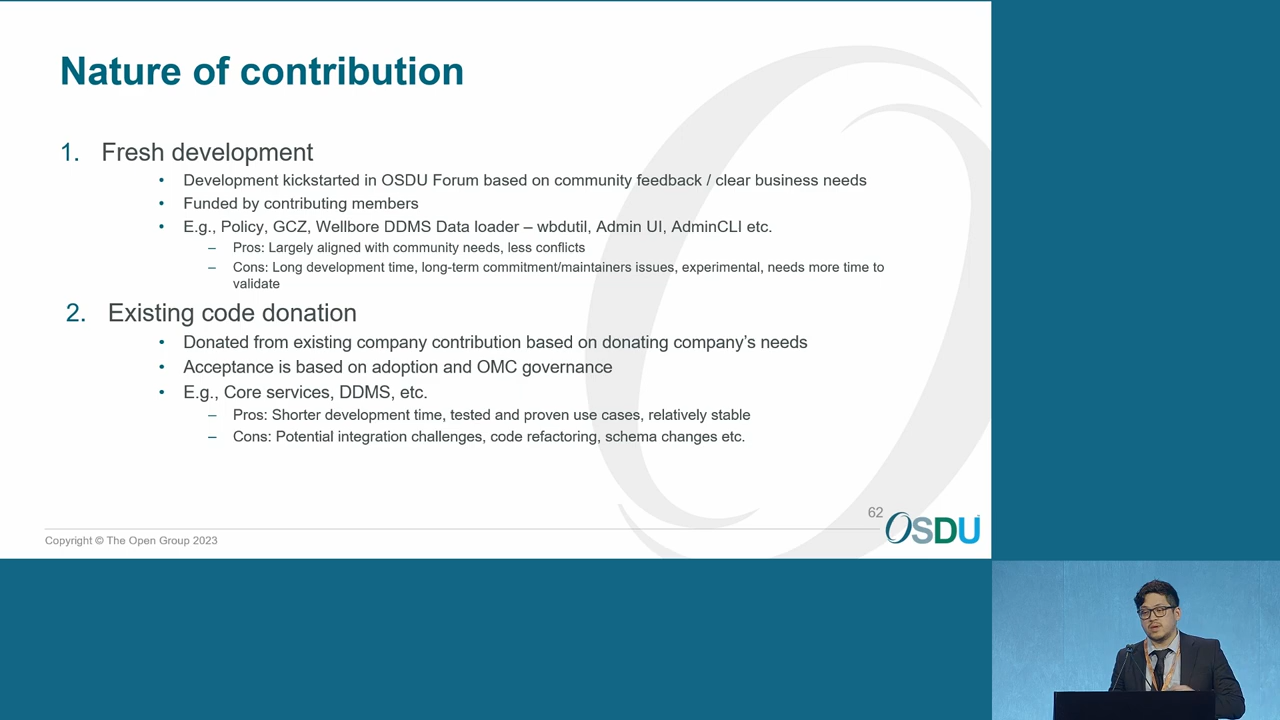 Nature of contribution
1. Fresh development
• Development kickstarted in OSDU Forum based on community feedback / clear business needs
• Funded by contributing members
• E.g., Policy, GCZ, Wellbore DDMS Data loader – wbdutil, Admin UI, AdminCLI etc.
– Pros: Largely aligned with community needs, less conflicts
– Cons: Long development time, long-term commitment/maintainers issues, experimental, needs more time to
validate
2. Existing code donation
• Donated from existing company contribution based on donating company’s needs
• Acceptance is based on adoption and OMC governance
• E.g., Core services, DDMS, etc.
– Pros: Shorter development time, tested and proven use cases, relatively stable
– Cons: Potential integration challenges, code refactoring, schema changes etc.
62
OSDU
Copyright © The Open Group 2023